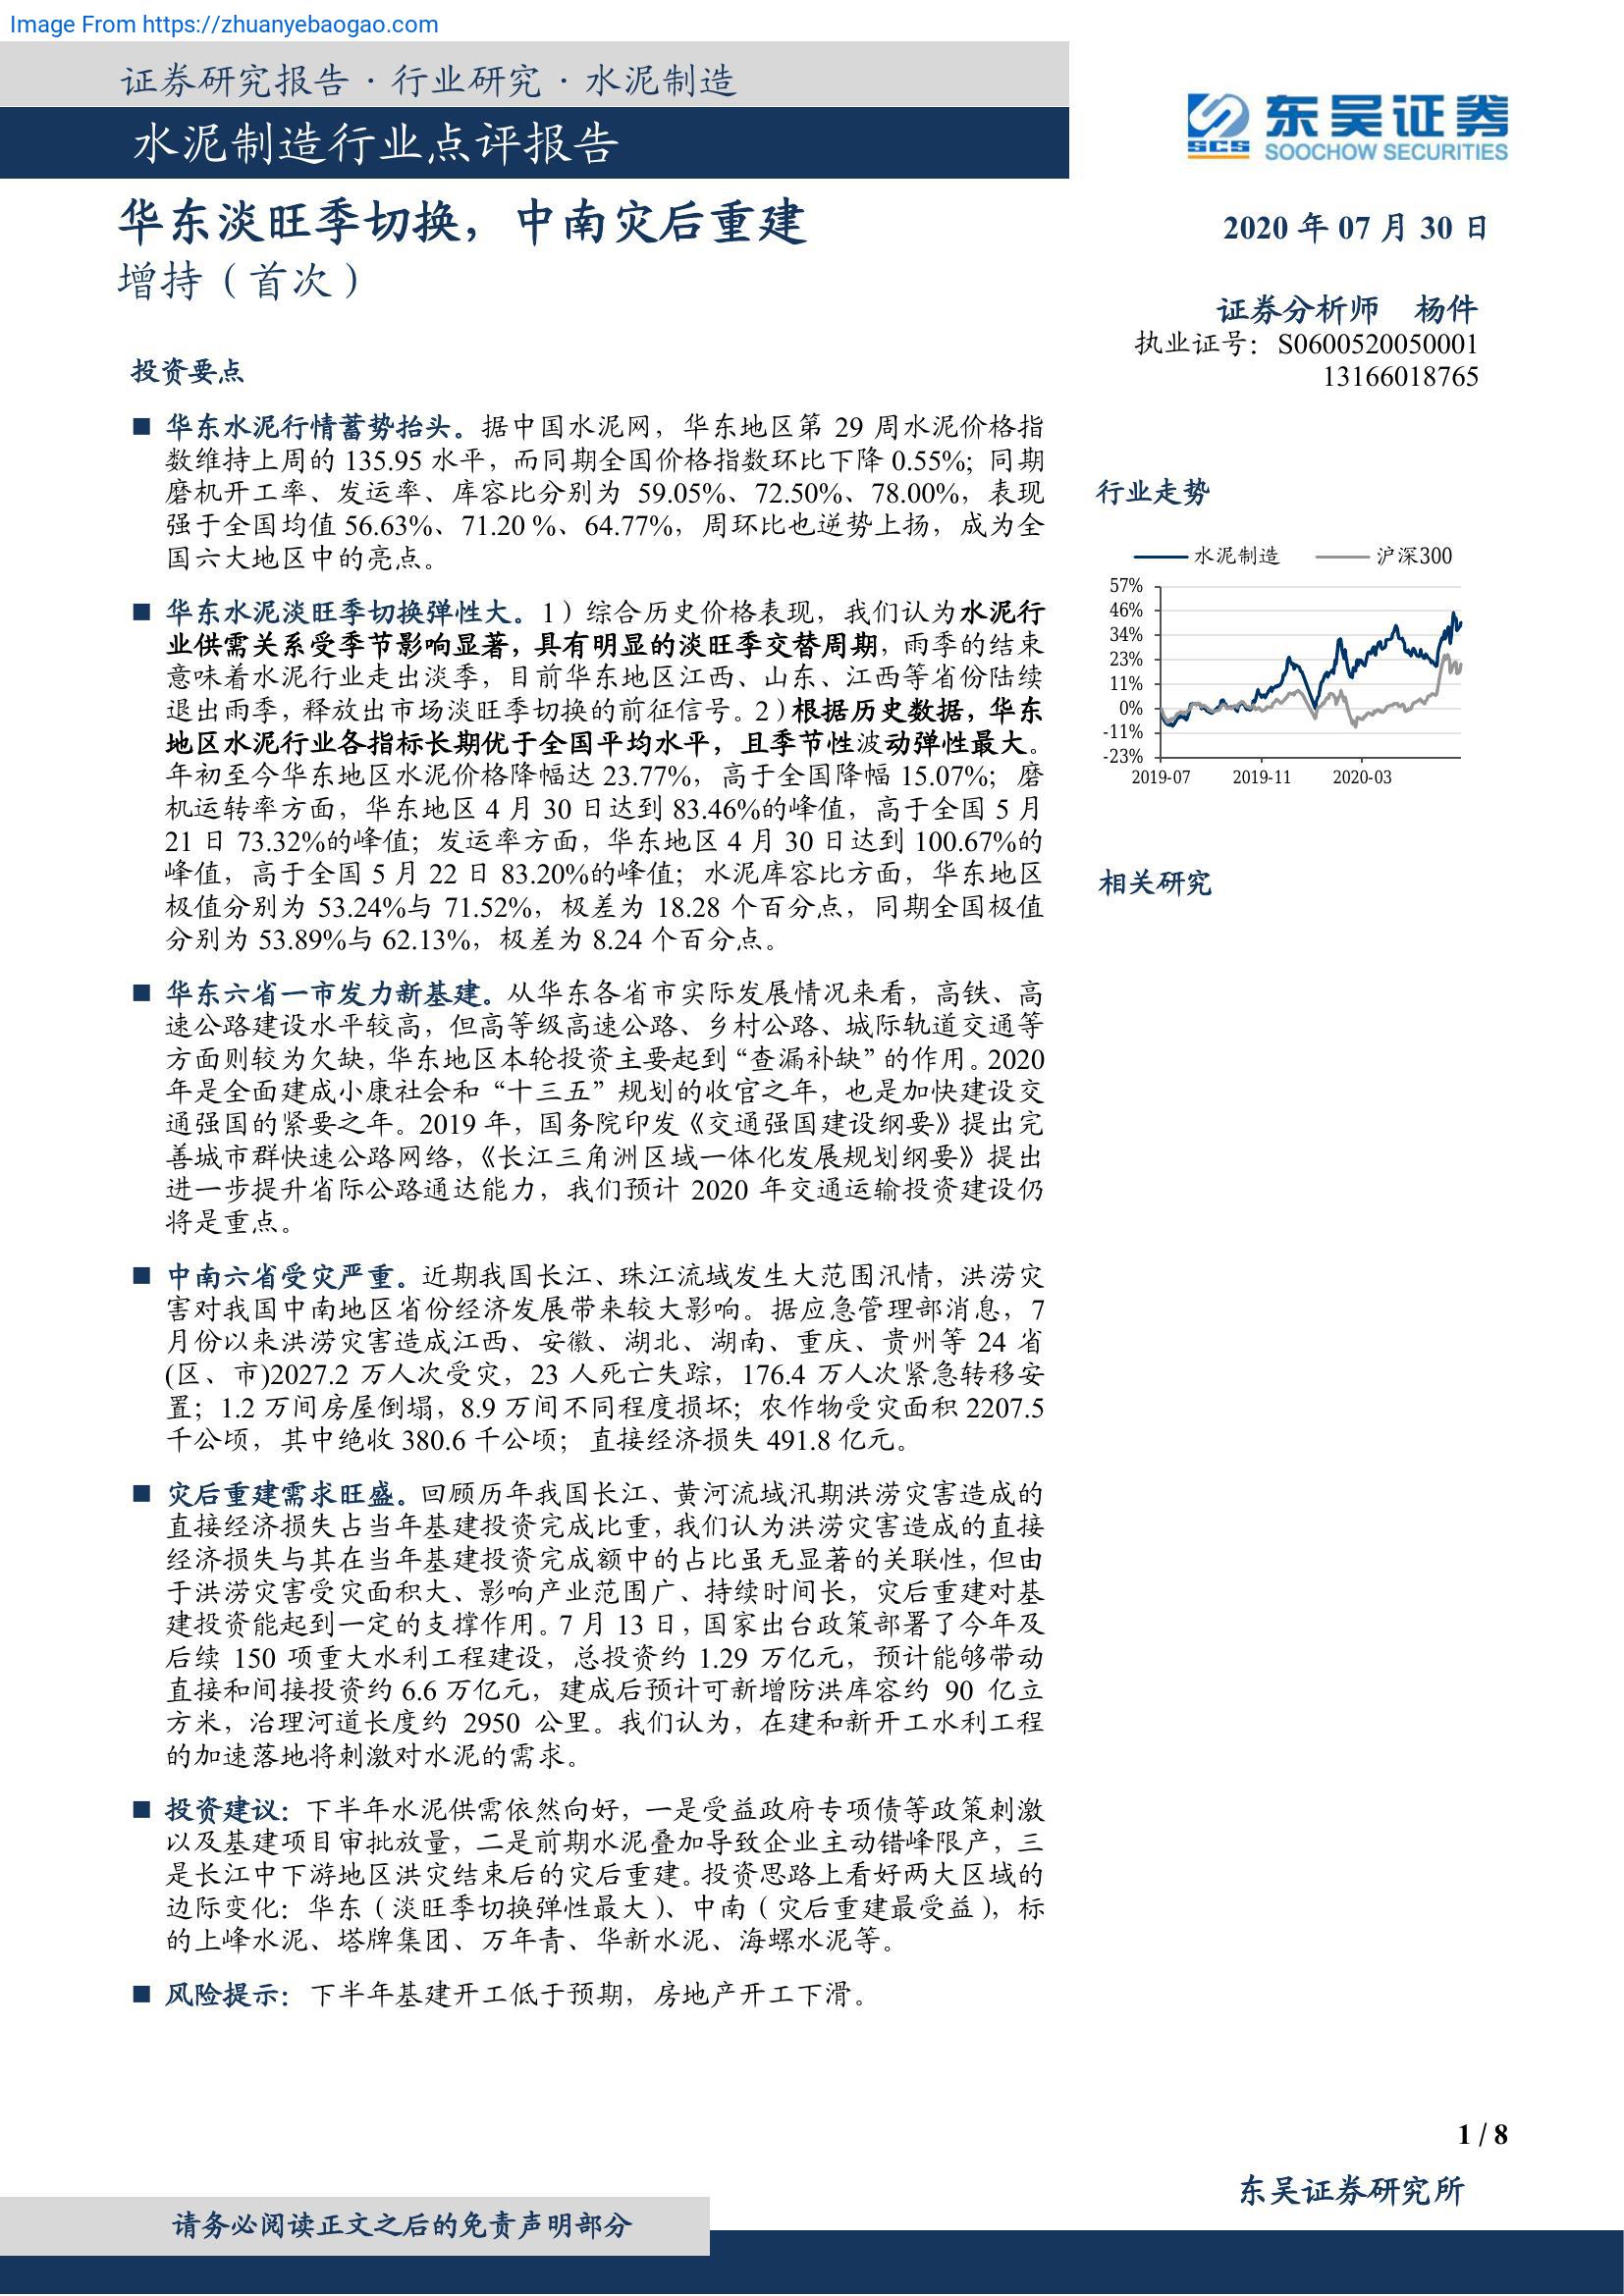 Image From https://zhuanyebaogao.com
证券研究报告·行业研究·水泥制造
水泥制造行业点评报告
东吴证券
SCS
SOOCHOW SECURITIES
华东淡旺季切换，中南灾后重建
增持（首次）
2020 年 07 月 30 日
证券分析师 杨件
执业证号：S0600520050001
13166018765
投资要点
■ 华东水泥行情蓄势抬头。据中国水泥网，华东地区第 29 周水泥价格指
数维持上周的 135.95 水平，而同期全国价格指数环比下降 0.55%；同期
磨机开工率、发运率、库容比分别为 59.05%、72.50%、78.00%，表现
强于全国均值 56.63%、71.20 %、64.77%，周环比也逆势上扬，成为全
国六大地区中的亮点。
■ 华东水泥淡旺季切换弹性大。1）综合历史价格表现，我们认为水泥行
业供需关系受季节影响显著，具有明显的淡旺季交替周期，雨季的结束
意味着水泥行业走出淡季，目前华东地区江西、山东、江西等省份陆续
退出雨季，释放出市场淡旺季切换的前征信号。2）根据历史数据，华东
地区水泥行业各指标长期优于全国平均水平，且季节性波动弹性最大。
年初至今华东地区水泥价格降幅达 23.77%，高于全国降幅 15.07%；磨
机运转率方面，华东地区 4 月 30 日达到 83.46%的峰值，高于全国 5 月
21 日 73.32%的峰值；发运率方面，华东地区 4 月 30 日达到 100.67%的
峰值，高于全国 5 月 22 日 83.20%的峰值；水泥库容比方面，华东地区
极值分别为 53.24%与 71.52%，极差为 18.28 个百分点，同期全国极值
分别为 53.89%与 62.13%，极差为 8.24 个百分点。
■ 华东六省一市发力新基建。从华东各省市实际发展情况来看，高铁、高
速公路建设水平较高，但高等级高速公路、乡村公路、城际轨道交通等
方面则较为欠缺，华东地区本轮投资主要起到“查漏补缺”的作用。2020
年是全面建成小康社会和“十三五”规划的收官之年，也是加快建设交
通强国的紧要之年。2019 年，国务院印发《交通强国建设纲要》提出完
善城市群快速公路网络，《长江三角洲区域一体化发展规划纲要》提出
进一步提升省际公路通达能力，我们预计 2020 年交通运输投资建设仍
将是重点。
■ 中南六省受灾严重。近期我国长江、珠江流域发生大范围汛情，洪涝灾
害对我国中南地区省份经济发展带来较大影响。据应急管理部消息，7
月份以来洪涝灾害造成江西、安徽、湖北、湖南、重庆、贵州等 24 省
(区、市)2027.2 万人次受灾，23 人死亡失踪，176.4 万人次紧急转移安
置；1.2 万间房屋倒塌，8.9 万间不同程度损坏；农作物受灾面积 2207.5
千公顷，其中绝收 380.6 千公顷；直接经济损失 491.8 亿元。
■ 灾后重建需求旺盛。回顾历年我国长江、黄河流域汛期洪涝灾害造成的
直接经济损失占当年基建投资完成比重，我们认为洪涝灾害造成的直接
经济损失与其在当年基建投资完成额中的占比虽无显著的关联性，但由
于洪涝灾害受灾面积大、影响产业范围广、持续时间长，灾后重建对基
建投资能起到一定的支撑作用。7 月 13 日，国家出台政策部署了今年及
后续 150 项重大水利工程建设，总投资约 1.29 万亿元，预计能够带动
直接和间接投资约 6.6 万亿元，建成后预计可新增防洪库容约 90 亿立
方米，治理河道长度约 2950 公里。我们认为，在建和新开工水利工程
的加速落地将刺激对水泥的需求。
■ 投资建议：下半年水泥供需依然向好，一是受益政府专项债等政策刺激
以及基建项目审批放量，二是前期水泥叠加导致企业主动错峰限产，三
是长江中下游地区洪灾结束后的灾后重建。投资思路上看好两大区域的
边际变化：华东（淡旺季切换弹性最大）、中南（灾后重建最受益），标
的上峰水泥、塔牌集团、万年青、华新水泥、海螺水泥等。
■ 风险提示：下半年基建开工低于预期，房地产开工下滑。
行业走势
水泥制造 沪深300
57%
46%
34%
23%
11%
0%
-11%
-23%
2019-07 2019-11 2020-03
相关研究
1 / 8
东吴证券研究所
请务必阅读正文之后的免责声明部分